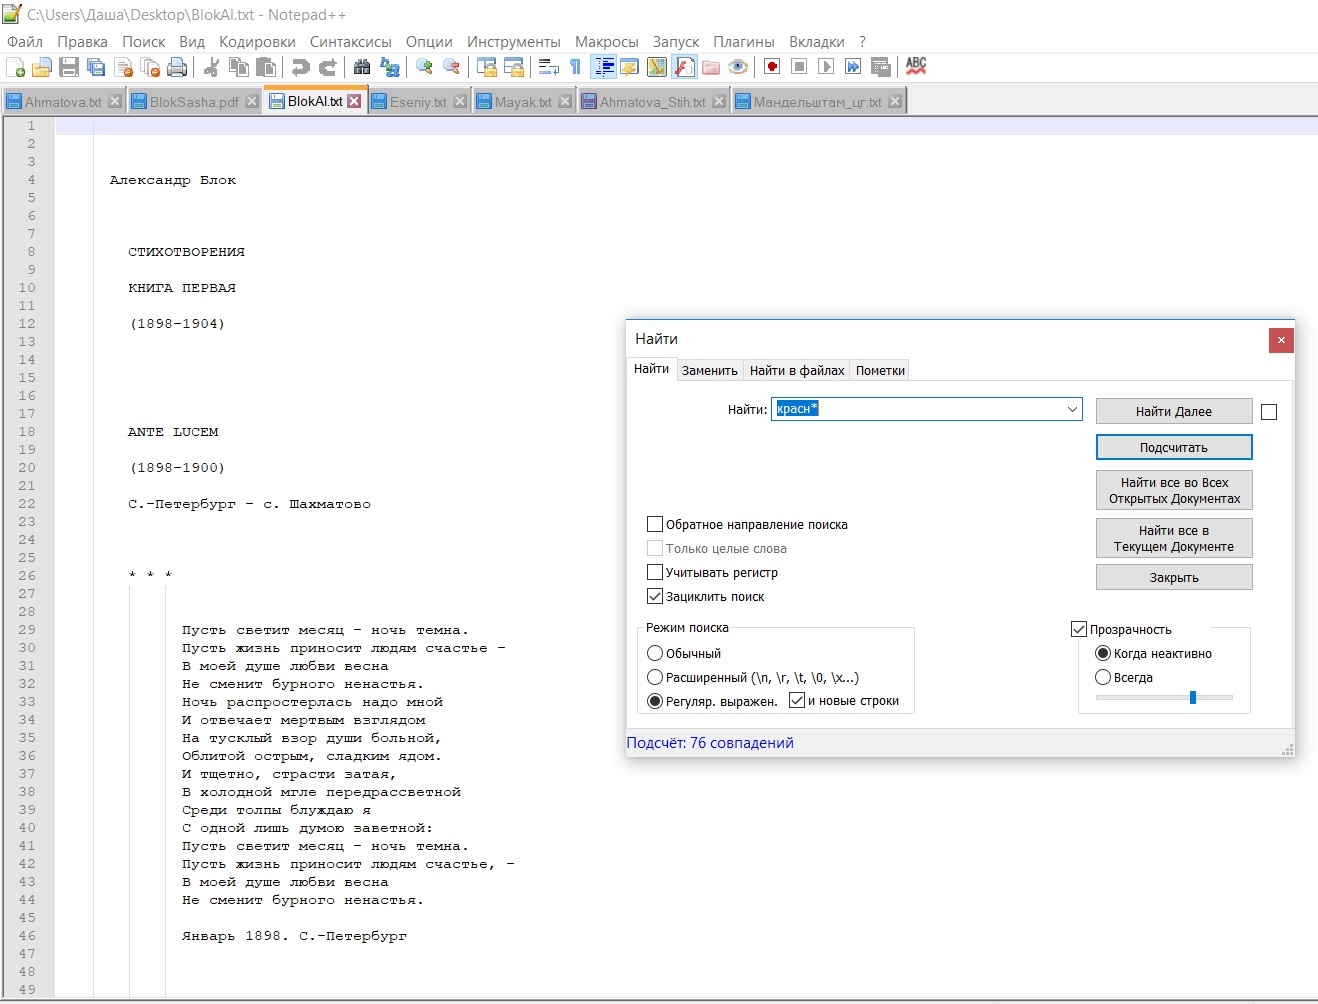 C:\Users\Даша\Desktop\BlokAl.txt - Notepad++
Файл Правка Поиск Вид Кодировки Синтаксисы Опции Инструменты Макросы Запуск Плагины Вкладки ?
ABC
Ahmatova.txt BlokSasha.pdf BlokAl.txt Eseniy.txt Mayak.txt Ahmatova_Stih.txt Мандельштам_цг.txt
1
2
3
4 Александр Блок
5
6
7
8 СТИХОТВОРЕНИЯ
9
10 КНИГА ПЕРВАЯ
11
12 (1898-1904)
13
14
15
16
17
18 ANTE LUCEM
19
20 (1898-1900)
21
22 С.-Петербург - с. Шахматово
23
24
25
26 * * *
27
28
29 Пусть светит месяц - ночь темна.
30 Пусть жизнь приносит людям счастье -
31 В моей душе любви весна
32 Не сменит бурного ненастья.
33 Ночь распростерлась надо мной
34 И отвечает мертвым взглядом
35 На тусклый взор души больной,
36 Облитой острым, сладким ядом.
37 И тщетно, страсти затая,
38 В холодной мгле передрассветной
39 Среди толпы блуждаю я
40 С одной лишь думою заветной:
41 Пусть светит месяц - ночь темна.
42 Пусть жизнь приносит людям счастье, -
43 В моей душе любви весна
44 Не сменит бурного ненастья.
45
46 Январь 1898. С.-Петербург
47
48
49
Найти
Найти Заменить Найти в файлах Пометки
Найти: красн*
Найти Далее
Подсчитать
Найти все во Всех
Открытых Документах
Найти все в
Текущем Документе
Закрыть
Обратное направление поиска
Только целые слова
Учитывать регистр
Зациклить поиск
Режим поиска
Обычный
Расширенный (\n, \r, \t, \0, \x...)
Регуляр. выражен. и новые строки
Прозрачность
Когда неактивно
Всегда
Подсчёт: 76 совпадений